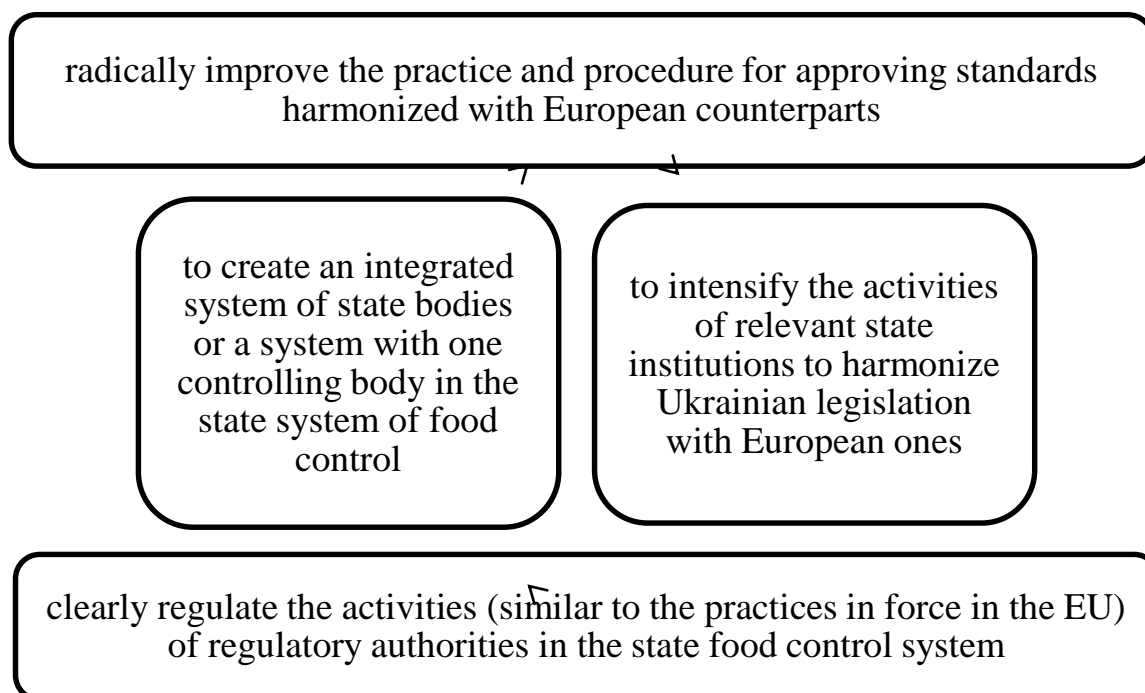 radically improve the practice and procedure for approving standards
harmonized with European counterparts
to create an integrated
system of state bodies
or a system with one
controlling body in the
state system of food
control
to intensify the activities
of relevant state
institutions to harmonize
Ukrainian legislation
with European ones
clearly regulate the activities (similar to the practices in force in the EU)
of regulatory authorities in the state food control system